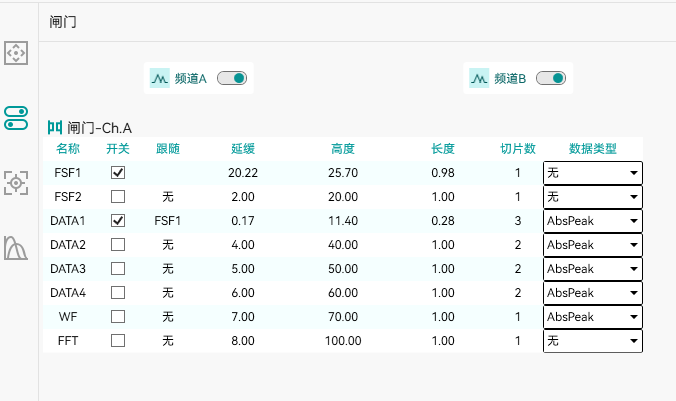 闸门
频道A 频道B
闸门-Ch.A
名称 开关 跟随 延缓 高度 长度 切片数 数据类型
FSF1 20.22 25.70 0.98 1 无
FSF2 无 2.00 20.00 1.00 1 无
DATA1 FSF1 0.17 11.40 0.28 3 AbsPeak
DATA2 无 4.00 40.00 1.00 2 AbsPeak
DATA3 无 5.00 50.00 1.00 2 AbsPeak
DATA4 无 6.00 60.00 1.00 2 AbsPeak
WF 无 7.00 70.00 1.00 1 AbsPeak
FFT 无 8.00 100.00 1.00 1 无